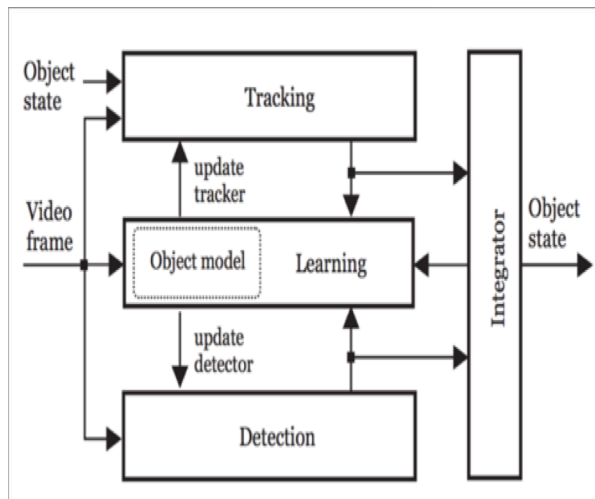 Object
state
Tracking
update
tracker
Video
frame
Object model
Learning
Integrator
Object
state
update
detector
Detection